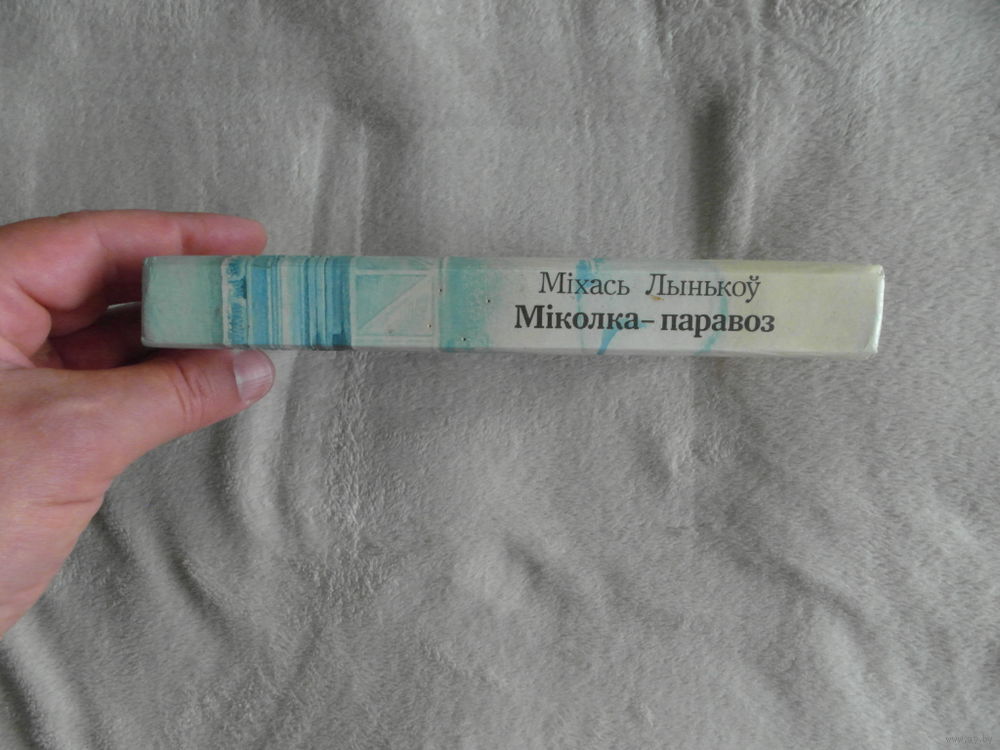 Міхась Лынькоў
Міколка–паравоз